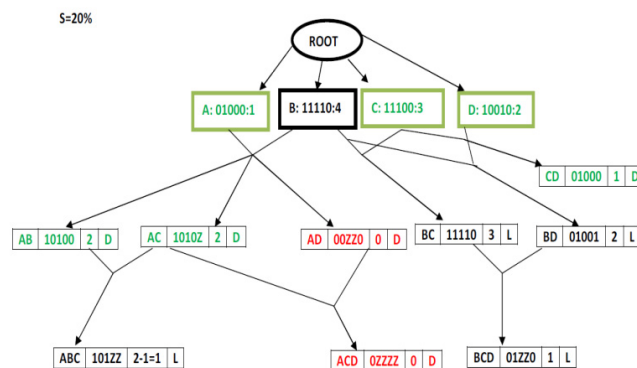 S=20%
ROOT
A: 01000:1
B: 11110:4
C: 11100:3
D: 10010:2
CD 01000 1 D
AB 10100 2 D
AC 1010Z 2 D
AD 00ZZ0 0 D
BC 11110 3 L
BD 01001 2 L
ABC 101ZZ 2-1=1 L
ACD 0ZZZZ 0 D
BCD 01ZZ0 1 L